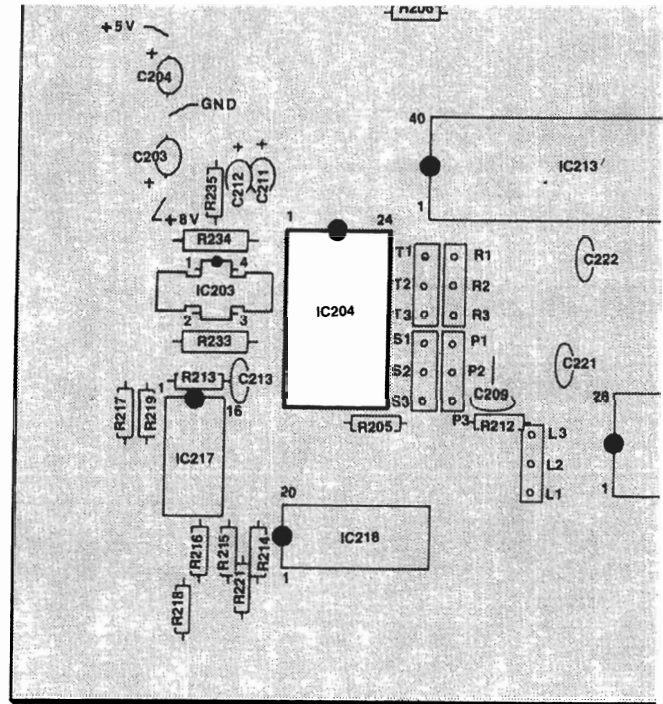 R206
+5V
C204
GND
C203
+8V
R235
C212
C211
+
+
+
+
40
IC213
1
1
24
R234
1
4
IC203
2
3
R233
IC204
T1
R1
T2
R2
T3
R3
S1
P1
S2
P2
S3
P3
C222
C221
C209
R212
R205
R213
C213
1
16
R217
R219
IC217
L3
L2
L1
28
1
20
IC218
1
R216
R215
R214
R221
R218